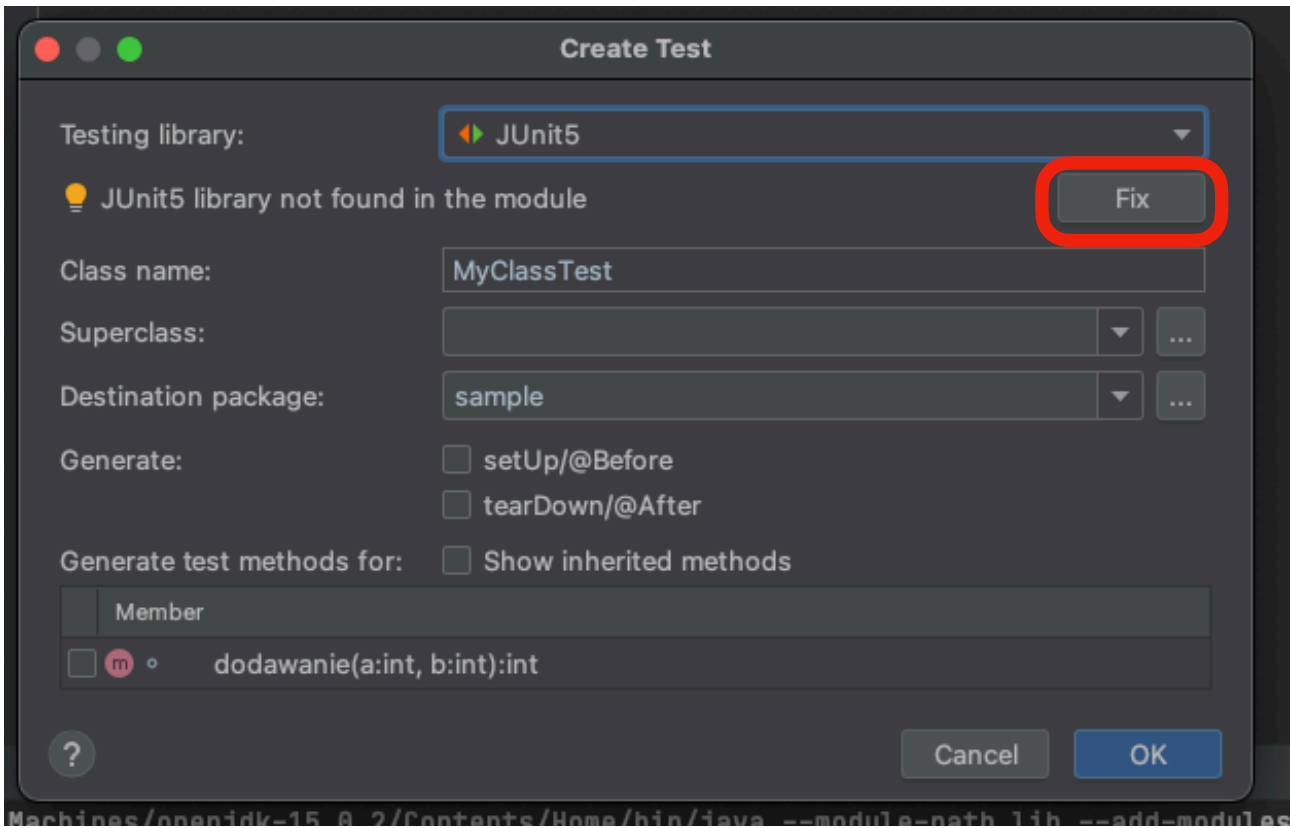 Create Test
Testing library: JUnit5
JUnit5 library not found in the module Fix
Class name: MyClassTest
Superclass: ...
Destination package: sample ...
Generate: setUp/@Before
tearDown/@After
Generate test methods for: Show inherited methods
Member
m dodawanie(a:int, b:int):int
? Cancel OK
Machines/openjdk-15.0.2/Contents/Home/bin/java --module-path lib --add-modules